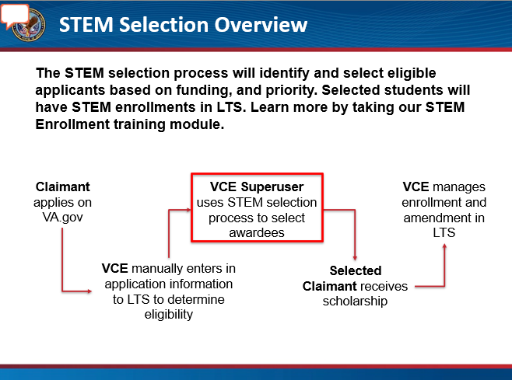 STEM Selection Overview
The STEM selection process will identify and select eligible
applicants based on funding, and priority. Selected students will
have STEM enrollments in LTS. Learn more by taking our STEM
Enrollment training module.
Claimant
applies on
VA.gov
VCE manually enters in
application information
to LTS to determine
eligibility
VCE Superuser
uses STEM selection
process to select
awardees
Selected
Claimant receives
scholarship
VCE manages
enrollment and
amendment in
LTS